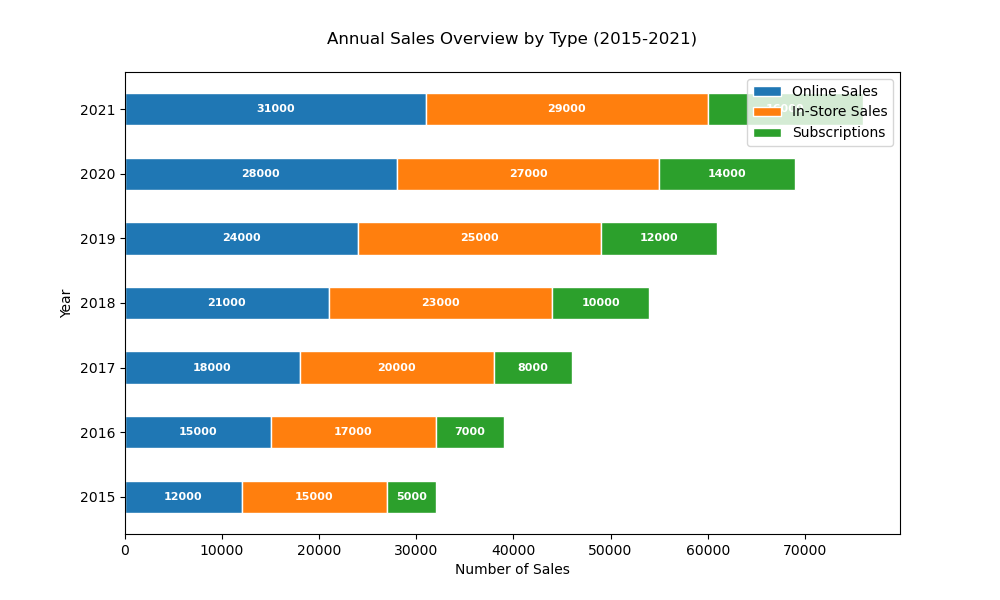 Annual Sales Overview by Type (2015-2021)
Online Sales
In-Store Sales
Subscriptions
2021 31000 29000
2020 28000 27000 14000
2019 24000 25000 12000
2018 21000 23000 10000
2017 18000 20000 8000
2016 15000 17000 7000
2015 12000 15000 5000
Year
0 10000 20000 30000 40000 50000 60000 70000
Number of Sales